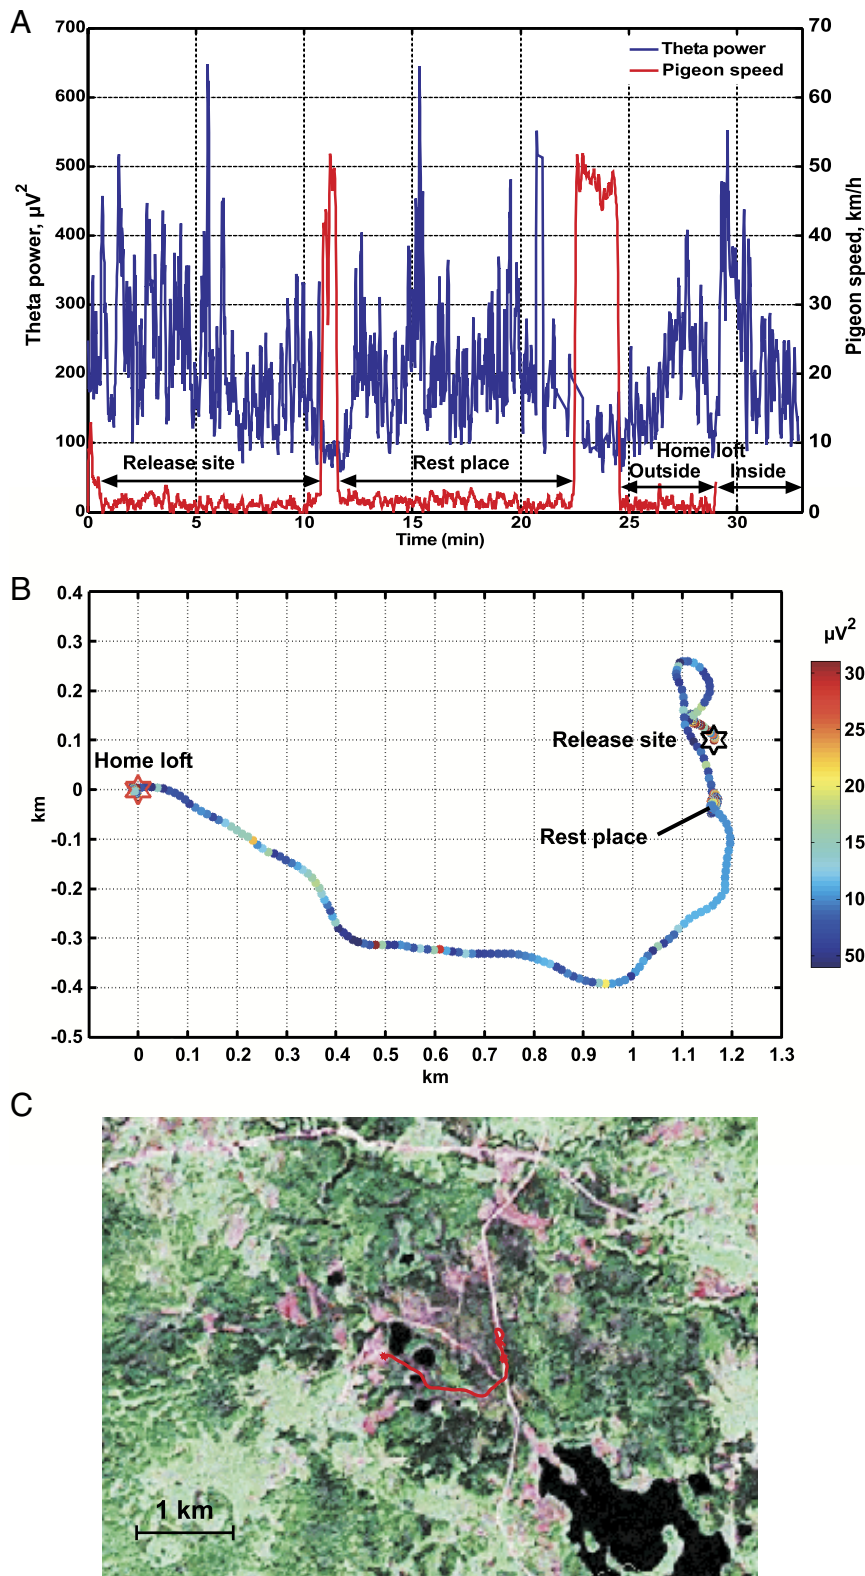 A
700
600
500
400
300
200
100
0
Theta power, µV2
Theta power
Pigeon speed
70
60
50
40
30
20
10
0
Pigeon speed, km/h
Release site
Rest place
Home loft
Outside
Inside
0 5 10 15 20 25 30
Time (min)
B
0.4
0.3
0.2
0.1
0
-0.1
-0.2
-0.3
-0.4
-0.5
km
Home loft
Release site
Rest place
0 0.1 0.2 0.3 0.4 0.5 0.6 0.7 0.8 0.9 1 1.1 1.2 1.3
km
µV2
30
25
20
10
50
C
1 km